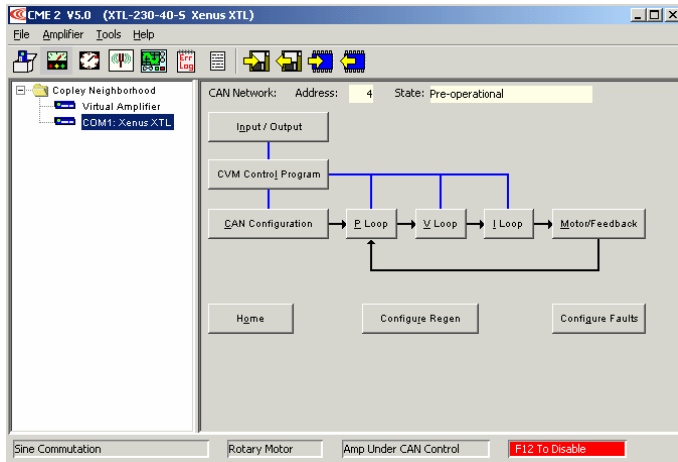 CME 2 V5.0 (XTL-230-40-S Xenus XTL)
File Amplifier Tools Help
Err Log
Copley Neighborhood
Virtual Amplifier
COM1: Xenus XTL
CAN Network: Address: 4 State: Pre-operational
Input / Output
CVM Control Program
CAN Configuration P Loop V Loop I Loop Motor/Feedback
Home Configure Regen Configure Faults
Sine Commutation Rotary Motor Amp Under CAN Control F12 To Disable